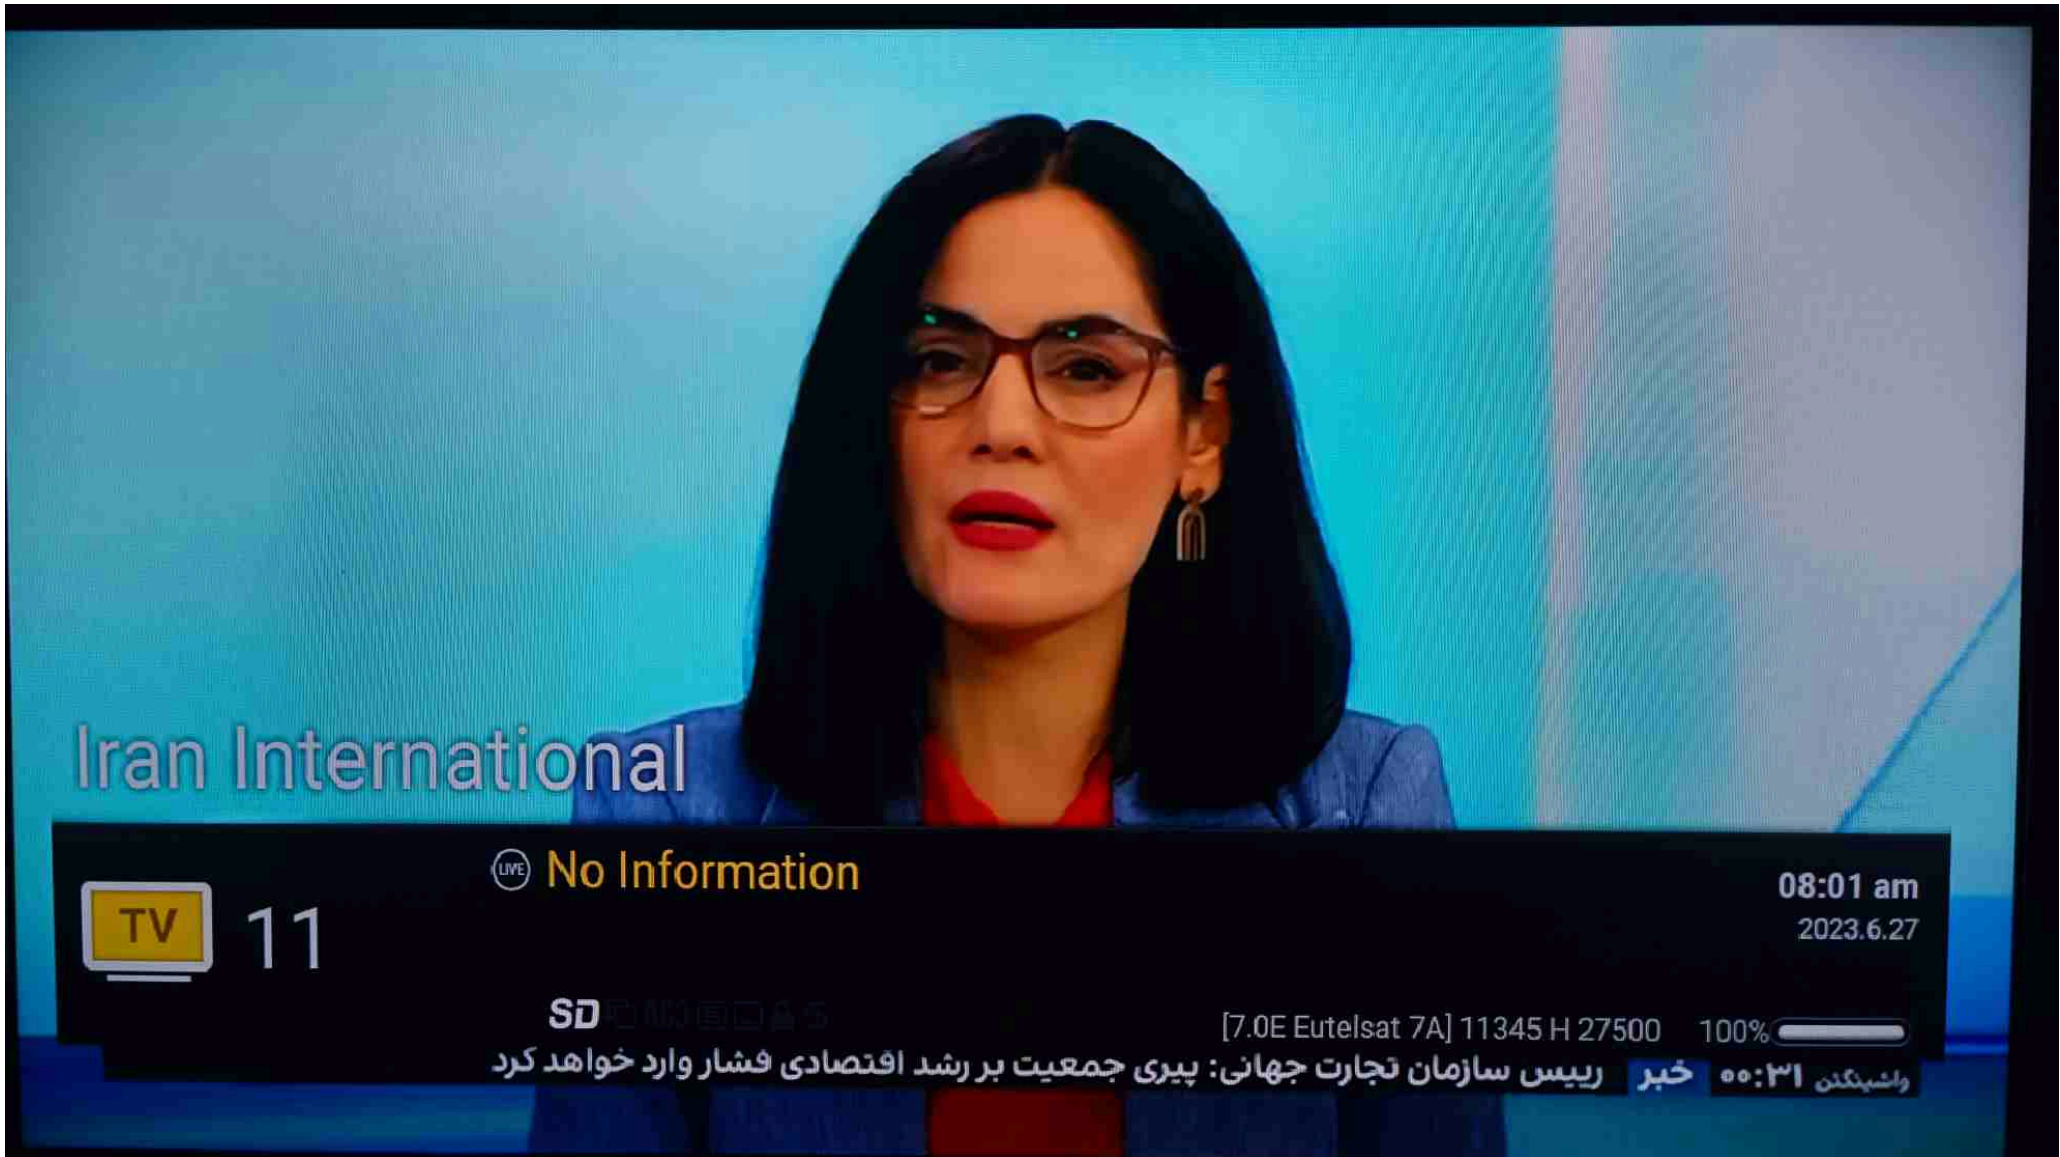 Iran International
LIVE No Information
08:01 am
TV 11
2023.6.27
SD
[7.0E Eutelsat 7A] 11345 H 27500 100%
واشینگتن ۰۰:۳۱ خبر رییس سازمان تجارت جهانی: پیری جمعیت بر رشد اقتصادی فشار وارد خواهد کرد